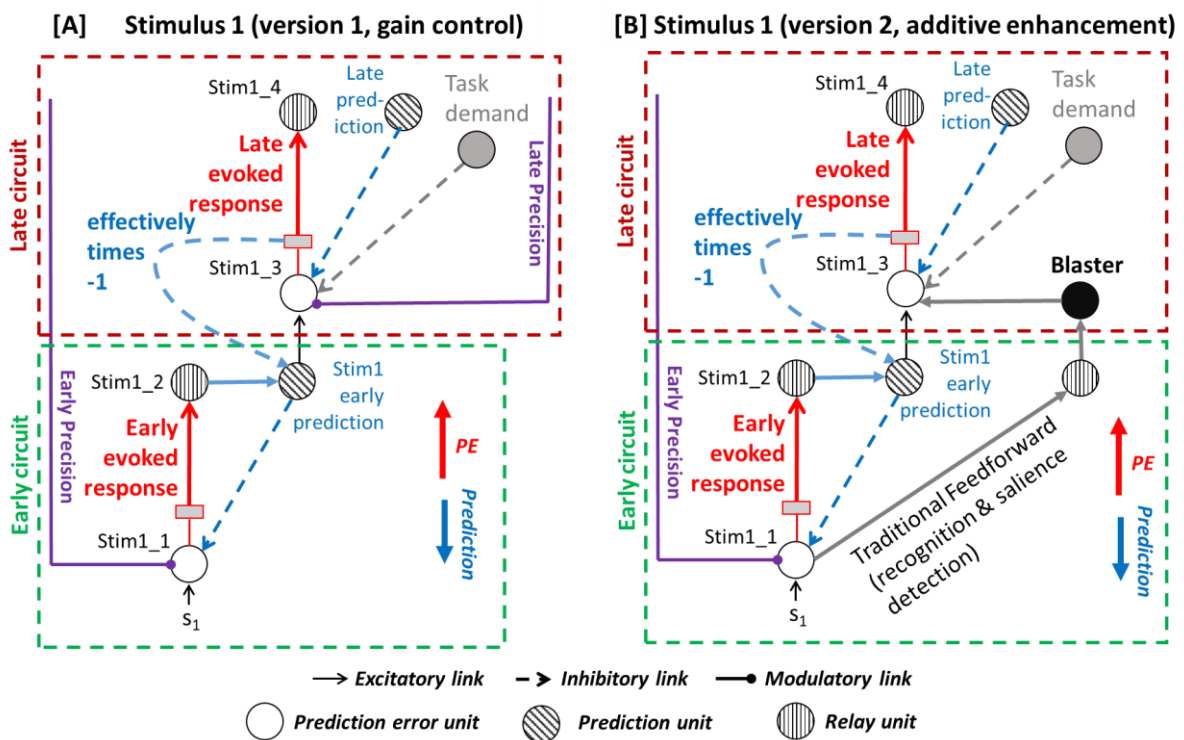 [A] Stimulus 1 (version 1, gain control)
Late circuit
Stim1_4
Late
pred-
iction
Task
demand
Late
evoked
response
Late Precision
effectively
times
-1
Stim1_3
Early circuit
Early Precision
Stim1_2
Stim1
early
prediction
Early
evoked
response
PE
Prediction
Stim1_1
s1
[B] Stimulus 1 (version 2, additive enhancement)
Late circuit
Stim1_4
Late
pred-
iction
Task
demand
Late
evoked
response
effectively
times
-1
Stim1_3
Blaster
Early circuit
Early Precision
Stim1_2
Stim1
early
prediction
Early
evoked
response
Traditional Feedforward
(recognition & salience
detection)
PE
Prediction
Stim1_1
s1
Excitatory link
Inhibitory link
Modulatory link
Prediction error unit
Prediction unit
Relay unit